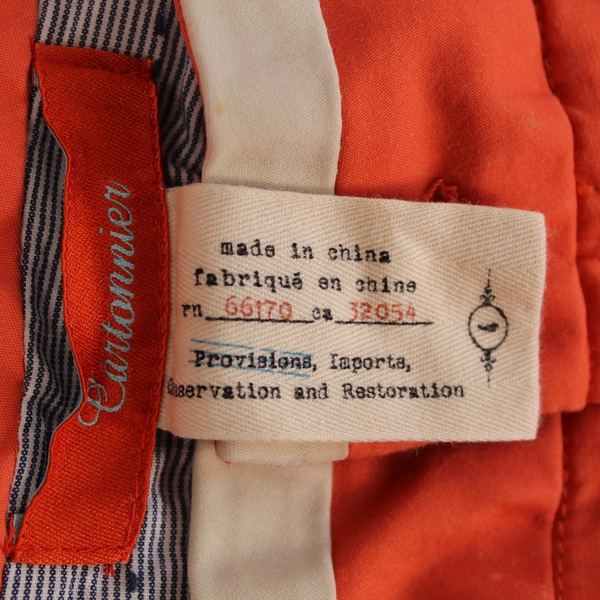 Cartonnier
made in china
fabriqué en chine
rn 66170 ca 32054
Provisions, Imports,
Conservation and Restoration